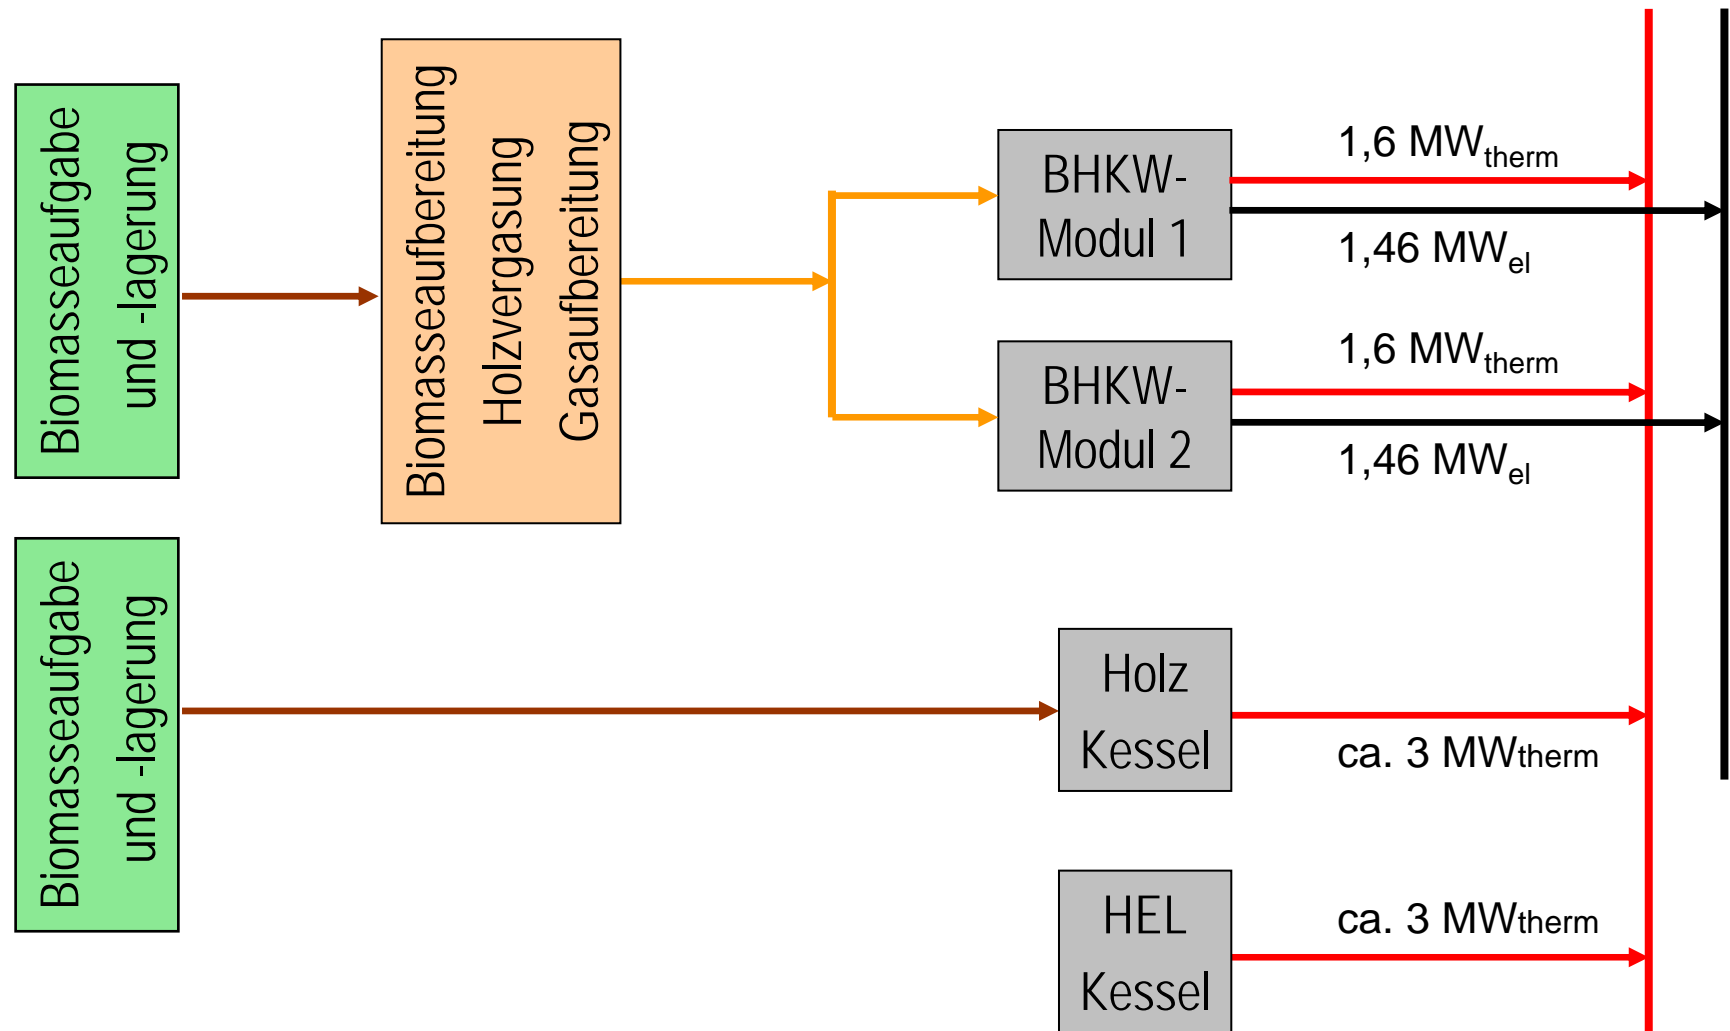 Biomasseaufgabe
und -lagerung
Biomasseaufbereitung
Holzvergasung
Gasaufbereitung
BHKW-
Modul 1
1,6 MWtherm
1,46 MWel
BHKW-
Modul 2
1,6 MWtherm
1,46 MWel
Biomasseaufgabe
und -lagerung
Holz
Kessel
ca. 3 MWtherm
HEL
Kessel
ca. 3 MWtherm